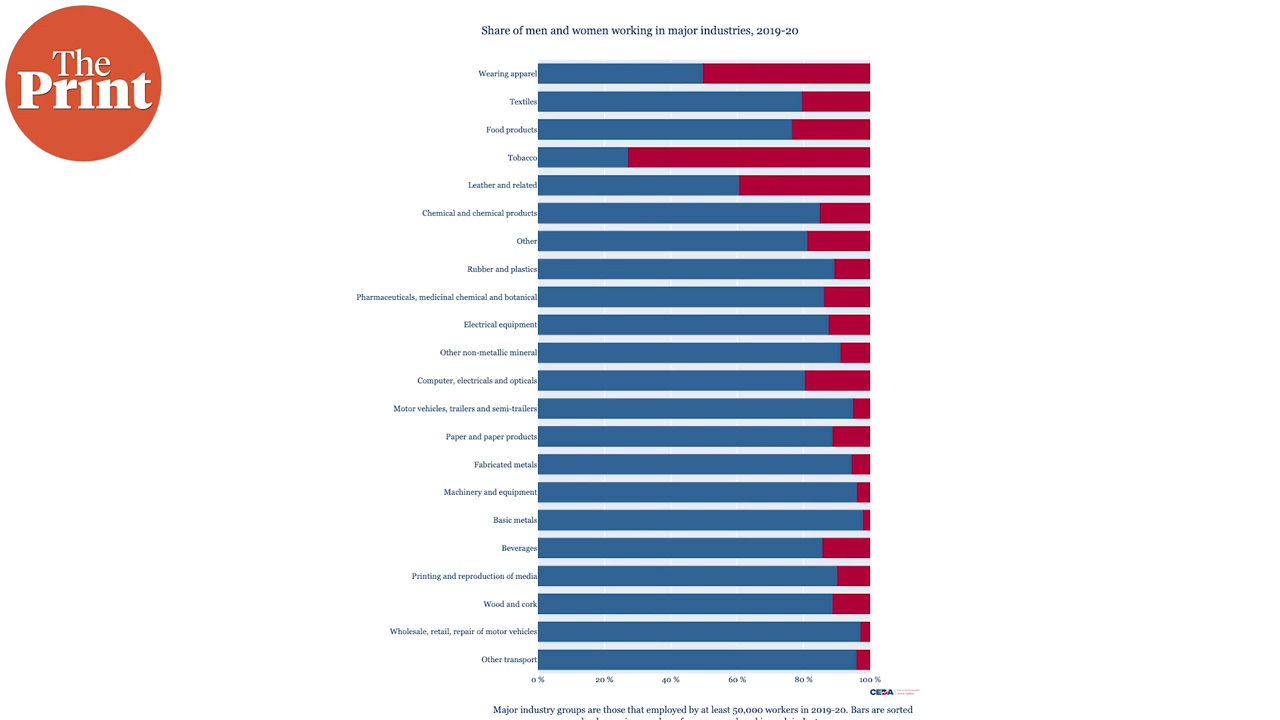 The
Print
Share of men and women working in major industries, 2019-20
Wearing apparel
Textiles
Food products
Tobacco
Leather and related
Chemical and chemical products
Other
Rubber and plastics
Pharmaceuticals, medicinal chemical and botanical
Electrical equipment
Other non-metallic mineral
Computer, electricals and opticals
Motor vehicles, trailers and semi-trailers
Paper and paper products
Fabricated metals
Machinery and equipment
Basic metals
Beverages
Printing and reproduction of media
Wood and cork
Wholesale, retail, repair of motor vehicles
Other transport
0 % 20 % 40 % 60 % 80 % 100 %
CEDA
Major industry groups are those that employed by at least 50,000 workers in 2019-20. Bars are sorted